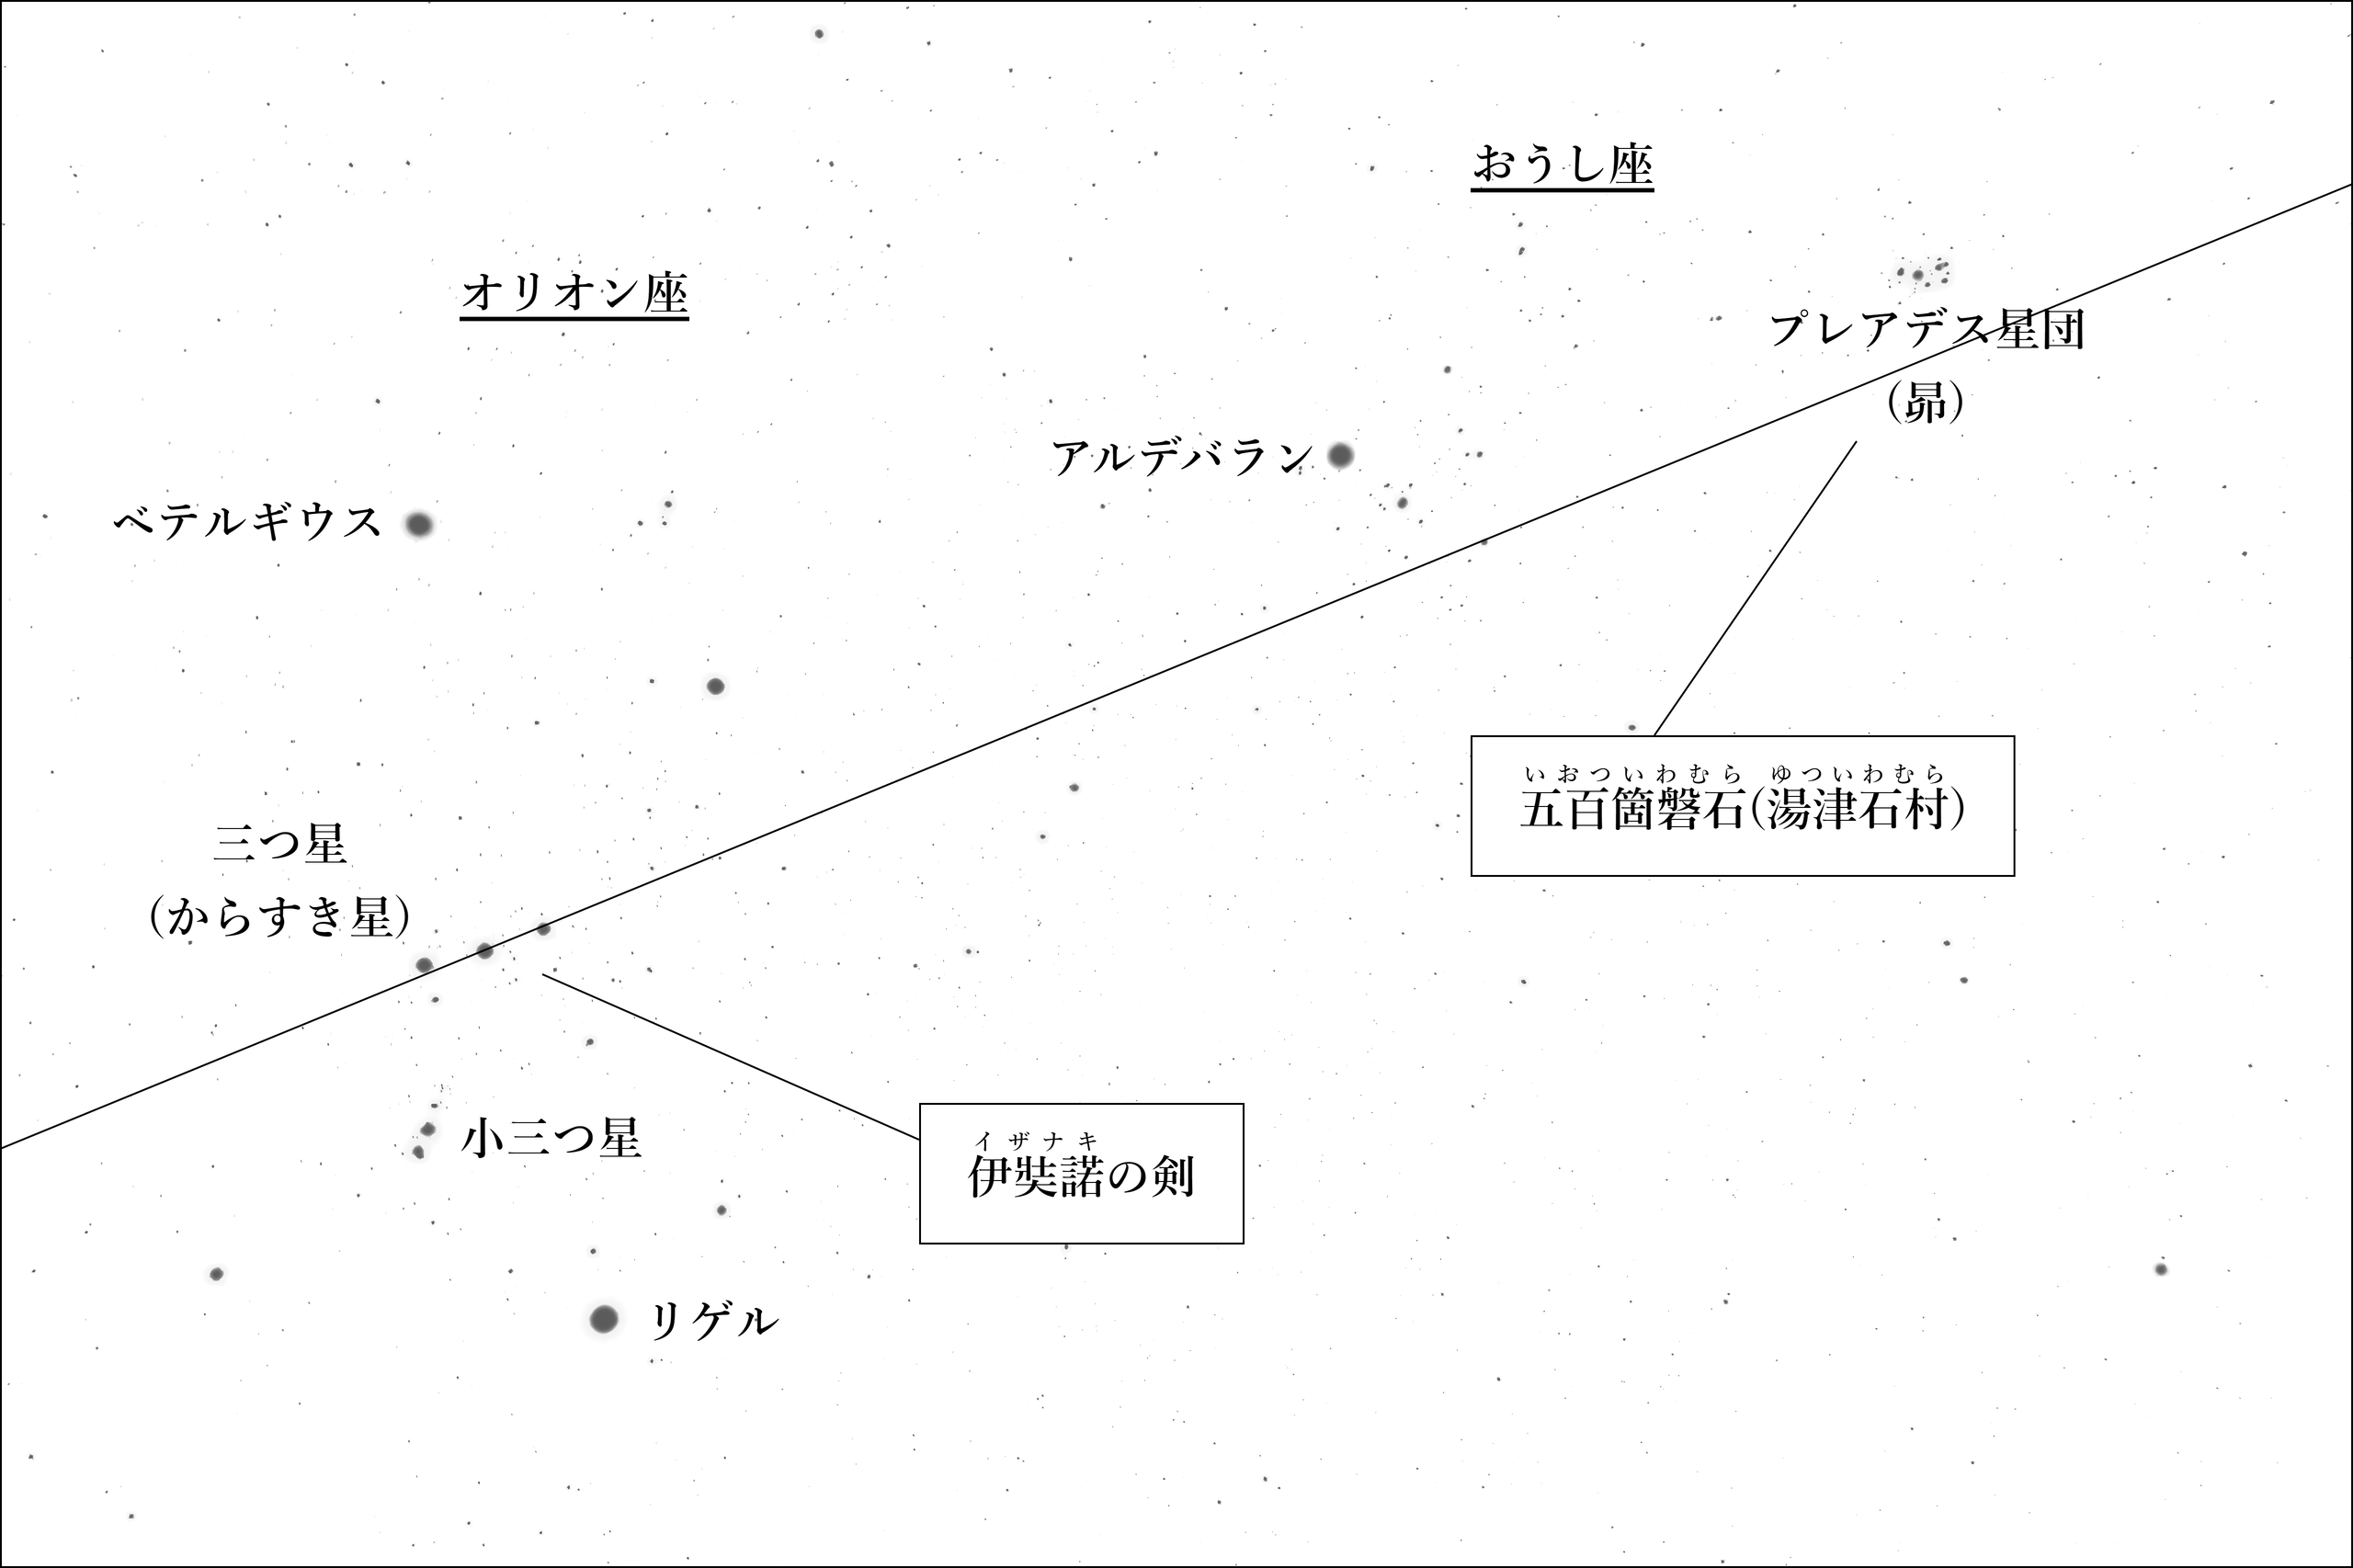 おうし座
オリオン座
プレアデス星団
(昴)
アルデバラン
ベテルギウス
いおついわむら ゆついわむら
五百箇磐石(湯津石村)
三つ星
(からすき星)
小三つ星
イザナキ
伊奘諾の剣
リゲル